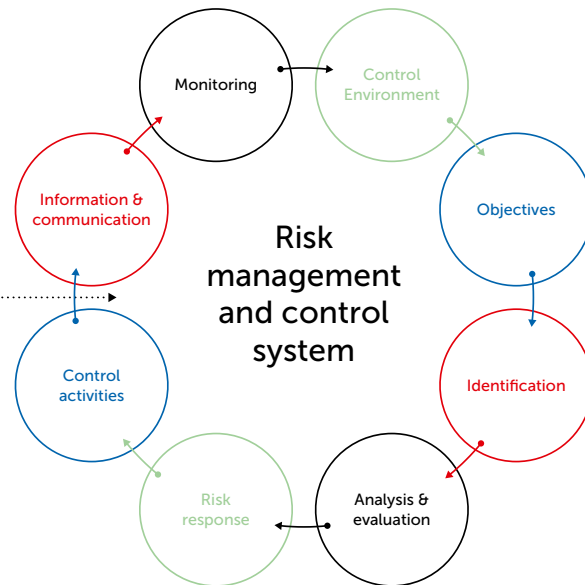 Monitoring
Control
Environment
Objectives
Identification
Analysis &
evaluation
Risk
response
Control
activities
Information &
communication
Risk
management
and control
system